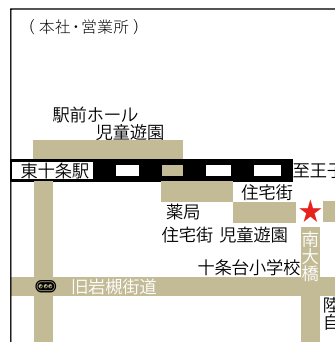 （本社・営業所）
駅前ホール
児童遊園
東十条駅
至王子
住宅街
薬局
住宅街 児童遊園
南大橋
十条台小学校
旧岩槻街道
陸
自